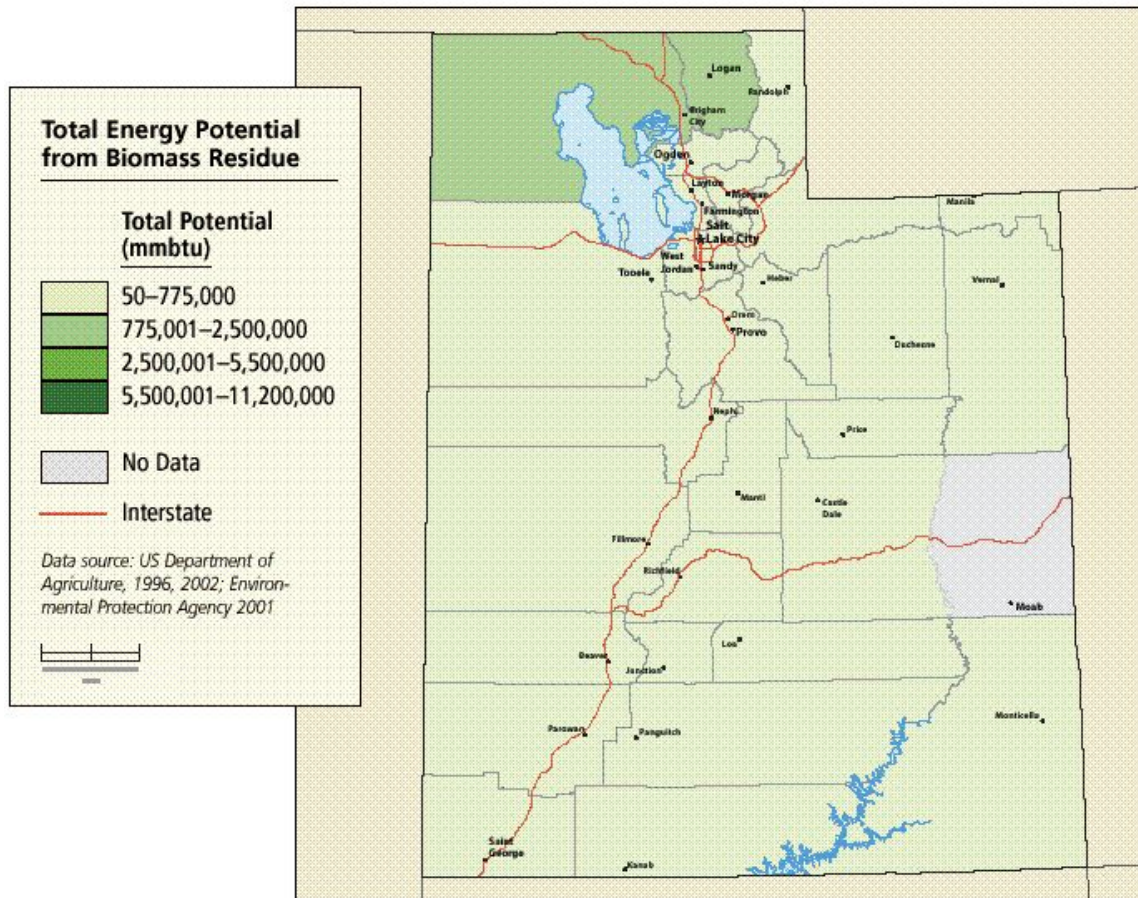 Total Energy Potential
from Biomass Residue
Total Potential
(mmbtu)
50–775,000
775,001–2,500,000
2,500,001–5,500,000
5,500,001–11,200,000
No Data
Interstate
Data source: US Department of
Agriculture, 1996, 2002; Environ-
mental Protection Agency 2001
Logan
Randolph
Brigham
City
Ogden
Layton
Morgan
Farmington
Salt
Lake City
West
Jordan
Sandy
Tooele
Heber
Manila
Vernal
Orem
Provo
Duchesne
Nephi
Price
Manti
Castle
Dale
Fillmore
Richfield
Moab
Loa
Beaver
Junction
Monticello
Parowan
Panguitch
Saint
George
Kanab